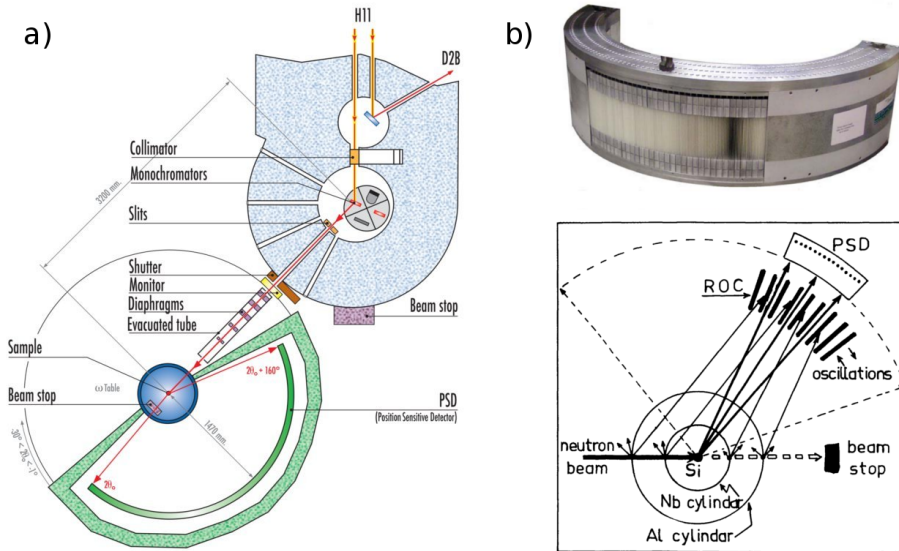 a)
H11
D2B
Collimator
Monochromators
3200 mm.
Slits
Shutter
Monitor
Diaphragms
Evacuated tube
Beam stop
Sample
ω Table
Beam stop
2θ₀ + 160°
PSD
(Position Sensitive Detector)
1470 mm.
-30° < 2θ₀ < -1°
2θ₀
b)
PSD
ROC
oscillations
neutron
beam
Si
beam
stop
Nb cylindar
Al cylindar